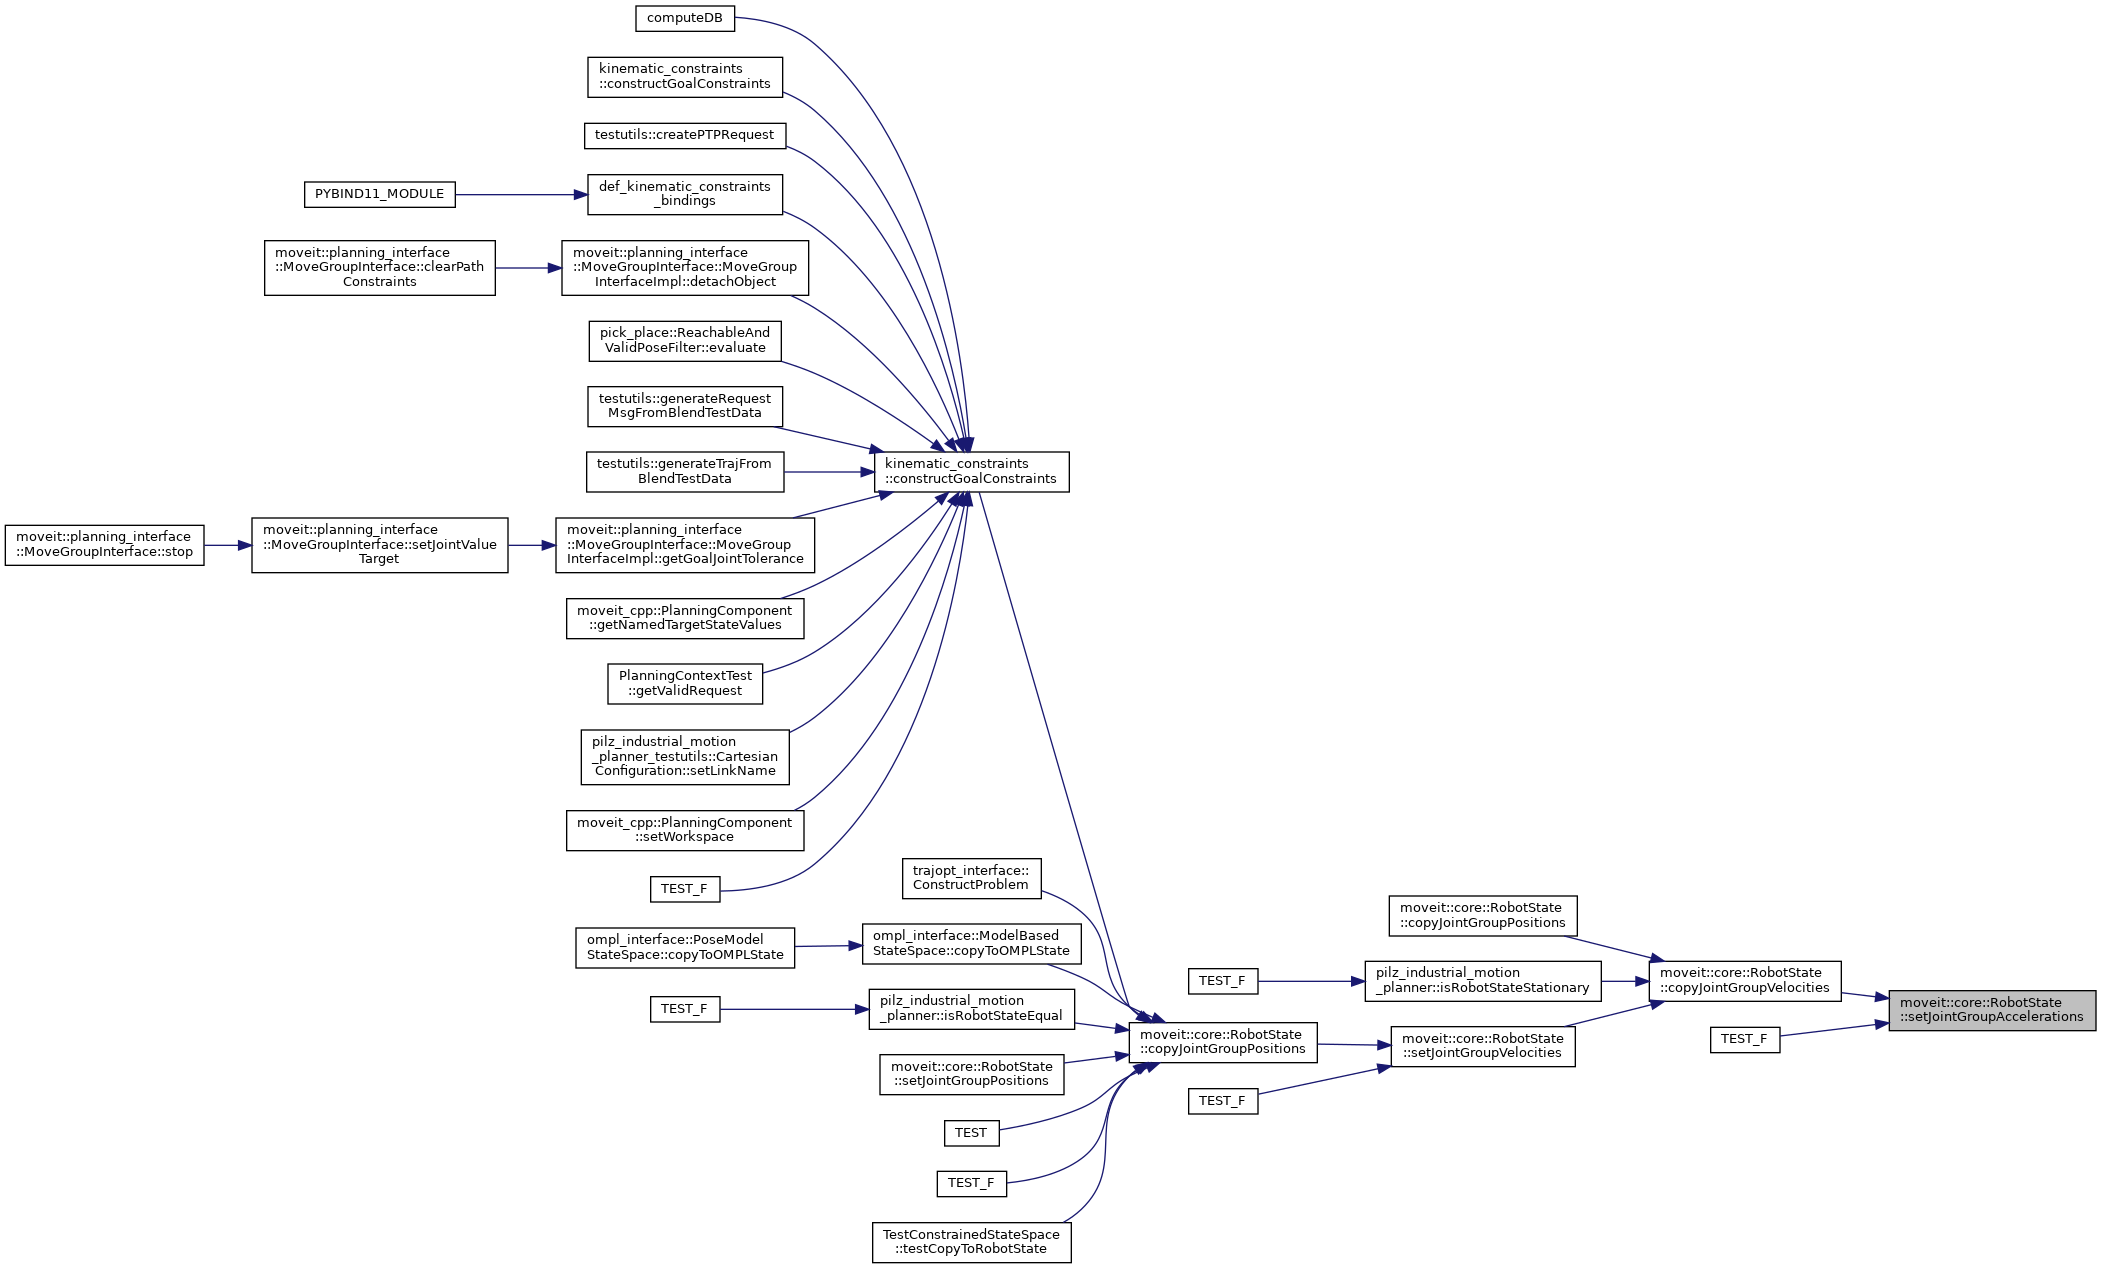 computeDB
kinematic_constraints
::constructGoalConstraints
testutils::createPTPRequest
PYBIND11_MODULE
def_kinematic_constraints
_bindings
moveit::planning_interface
::MoveGroupInterface::clearPath
Constraints
moveit::planning_interface
::MoveGroupInterface::MoveGroup
InterfaceImpl::detachObject
pick_place::ReachableAnd
ValidPoseFilter::evaluate
testutils::generateRequest
MsgFromBlendTestData
testutils::generateTrajFrom
BlendTestData
kinematic_constraints
::constructGoalConstraints
moveit::planning_interface
::MoveGroupInterface::stop
moveit::planning_interface
::MoveGroupInterface::setJointValue
Target
moveit::planning_interface
::MoveGroupInterface::MoveGroup
InterfaceImpl::getGoalJointTolerance
moveit_cpp::PlanningComponent
::getNamedTargetStateValues
PlanningContextTest
::getValidRequest
pilz_industrial_motion
_planner_testutils::Cartesian
Configuration::setLinkName
moveit_cpp::PlanningComponent
::setWorkspace
TEST_F
trajopt_interface::
ConstructProblem
ompl_interface::PoseModel
StateSpace::copyToOMPLState
ompl_interface::ModelBased
StateSpace::copyToOMPLState
TEST_F
pilz_industrial_motion
_planner::isRobotStateEqual
moveit::core::RobotState
::setJointGroupPositions
TEST
TEST_F
TestConstrainedStateSpace
::testCopyToRobotState
moveit::core::RobotState
::copyJointGroupPositions
moveit::core::RobotState
::copyJointGroupPositions
TEST_F
pilz_industrial_motion
_planner::isRobotStateStationary
moveit::core::RobotState
::setJointGroupVelocities
TEST_F
moveit::core::RobotState
::copyJointGroupVelocities
TEST_F
moveit::core::RobotState
::setJointGroupAccelerations